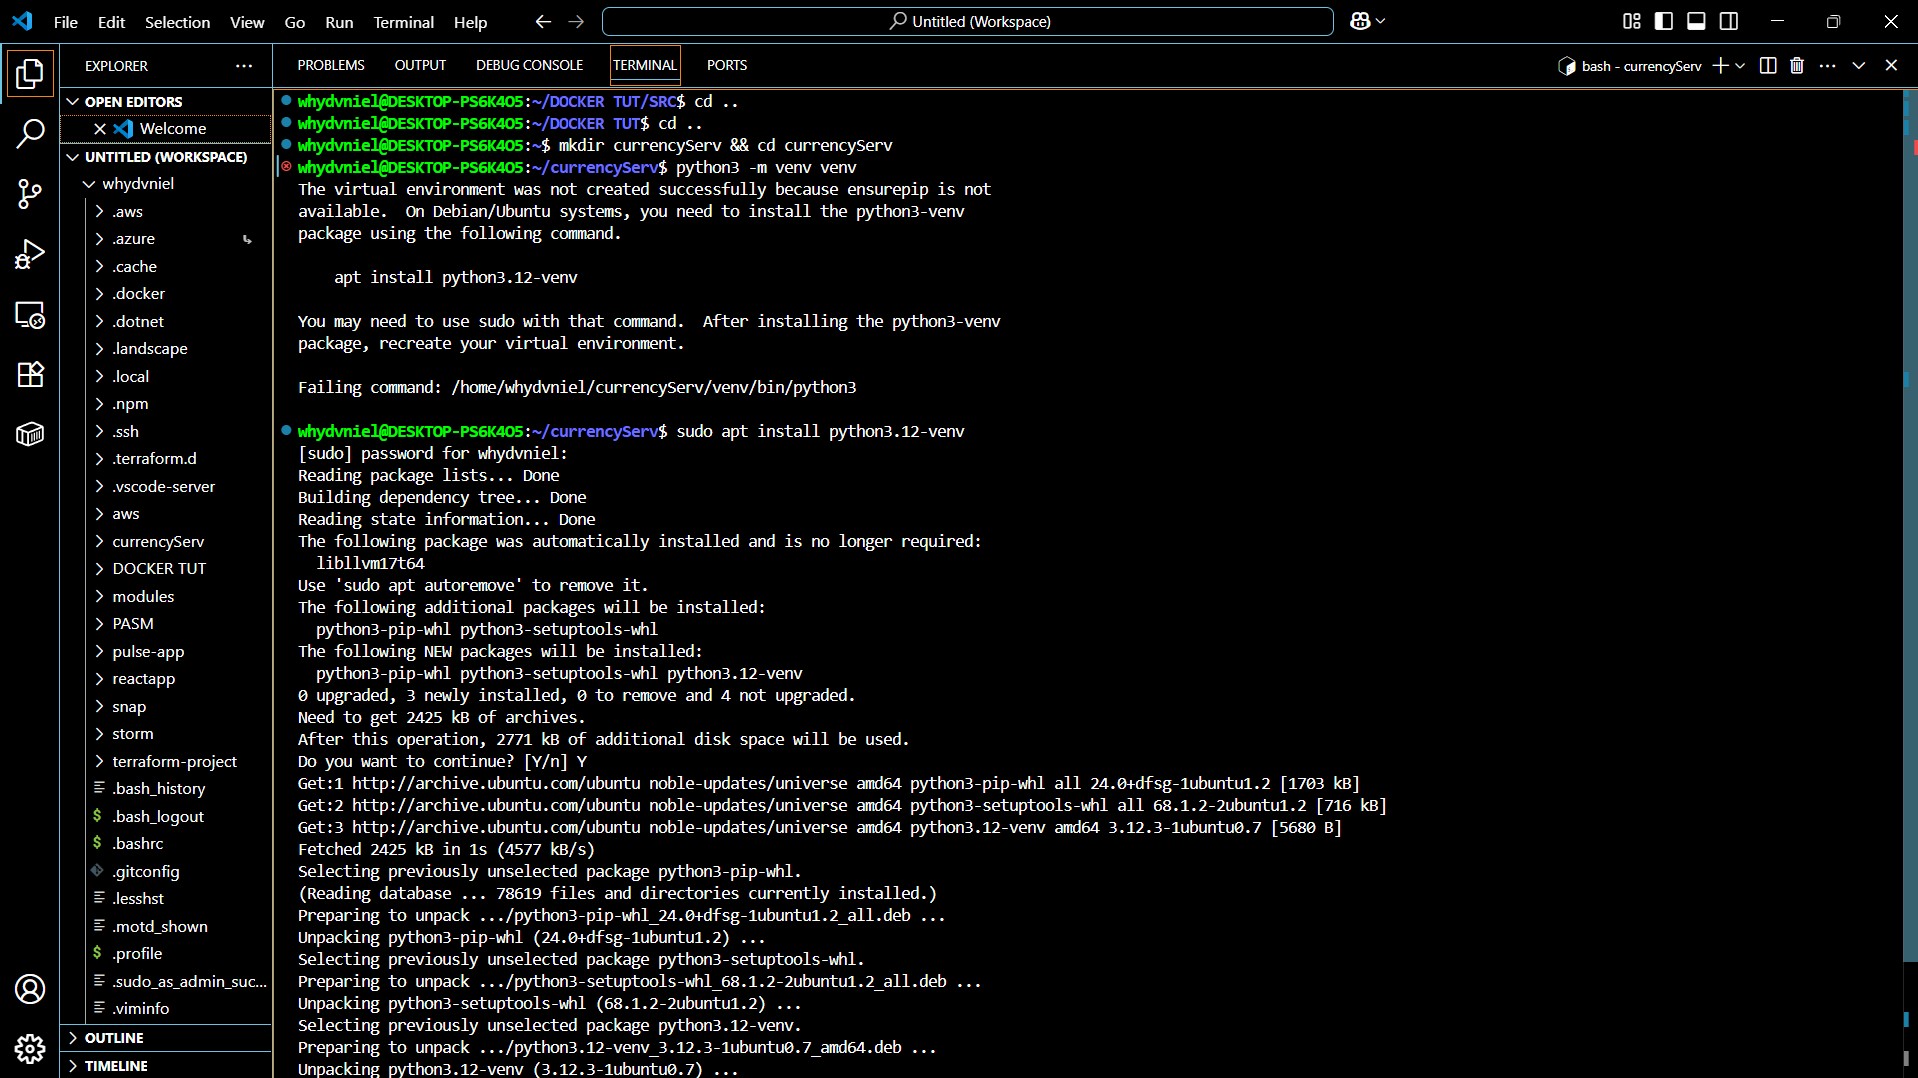 File Edit Selection View Go Run Terminal Help
Untitled (Workspace)
EXPLORER
PROBLEMS OUTPUT DEBUG CONSOLE TERMINAL PORTS
bash - currencyServ
OPEN EDITORS
Welcome
UNTITLED (WORKSPACE)
whydvniel
.aws
.azure
.cache
.docker
.dotnet
.landscape
.local
.npm
.ssh
.terraform.d
.vscode-server
aws
currencyServ
DOCKER TUT
modules
PASM
pulse-app
reactapp
snap
storm
terraform-project
.bash_history
.bash_logout
.bashrc
.gitconfig
.lesshst
.motd_shown
.profile
.sudo_as_admin_suc...
.viminfo
OUTLINE
TIMELINE
whydvniel@DESKTOP-PS6K4O5:~/DOCKER TUT/SRC$ cd ..
whydvniel@DESKTOP-PS6K4O5:~/DOCKER TUT$ cd ..
whydvniel@DESKTOP-PS6K4O5:~$ mkdir currencyServ && cd currencyServ
whydvniel@DESKTOP-PS6K4O5:~/currencyServ$ python3 -m venv venv
The virtual environment was not created successfully because ensurepip is not
available.  On Debian/Ubuntu systems, you need to install the python3-venv
package using the following command.
apt install python3.12-venv
You may need to use sudo with that command.  After installing the python3-venv
package, recreate your virtual environment.
Failing command: /home/whydvniel/currencyServ/venv/bin/python3
whydvniel@DESKTOP-PS6K4O5:~/currencyServ$ sudo apt install python3.12-venv
[sudo] password for whydvniel:
Reading package lists... Done
Building dependency tree... Done
Reading state information... Done
The following package was automatically installed and is no longer required:
libllvm17t64
Use 'sudo apt autoremove' to remove it.
The following additional packages will be installed:
python3-pip-whl python3-setuptools-whl
The following NEW packages will be installed:
python3-pip-whl python3-setuptools-whl python3.12-venv
0 upgraded, 3 newly installed, 0 to remove and 4 not upgraded.
Need to get 2425 kB of archives.
After this operation, 2771 kB of additional disk space will be used.
Do you want to continue? [Y/n] Y
Get:1 http://archive.ubuntu.com/ubuntu noble-updates/universe amd64 python3-pip-whl all 24.0+dfsg-1ubuntu1.2 [1703 kB]
Get:2 http://archive.ubuntu.com/ubuntu noble-updates/universe amd64 python3-setuptools-whl all 68.1.2-2ubuntu1.2 [716 kB]
Get:3 http://archive.ubuntu.com/ubuntu noble-updates/universe amd64 python3.12-venv amd64 3.12.3-1ubuntu0.7 [5680 B]
Fetched 2425 kB in 1s (4577 kB/s)
Selecting previously unselected package python3-pip-whl.
(Reading database ... 78619 files and directories currently installed.)
Preparing to unpack .../python3-pip-whl_24.0+dfsg-1ubuntu1.2_all.deb ...
Unpacking python3-pip-whl (24.0+dfsg-1ubuntu1.2) ...
Selecting previously unselected package python3-setuptools-whl.
Preparing to unpack .../python3-setuptools-whl_68.1.2-2ubuntu1.2_all.deb ...
Unpacking python3-setuptools-whl (68.1.2-2ubuntu1.2) ...
Selecting previously unselected package python3.12-venv.
Preparing to unpack .../python3.12-venv_3.12.3-1ubuntu0.7_amd64.deb ...
Unpacking python3.12-venv (3.12.3-1ubuntu0.7) ...